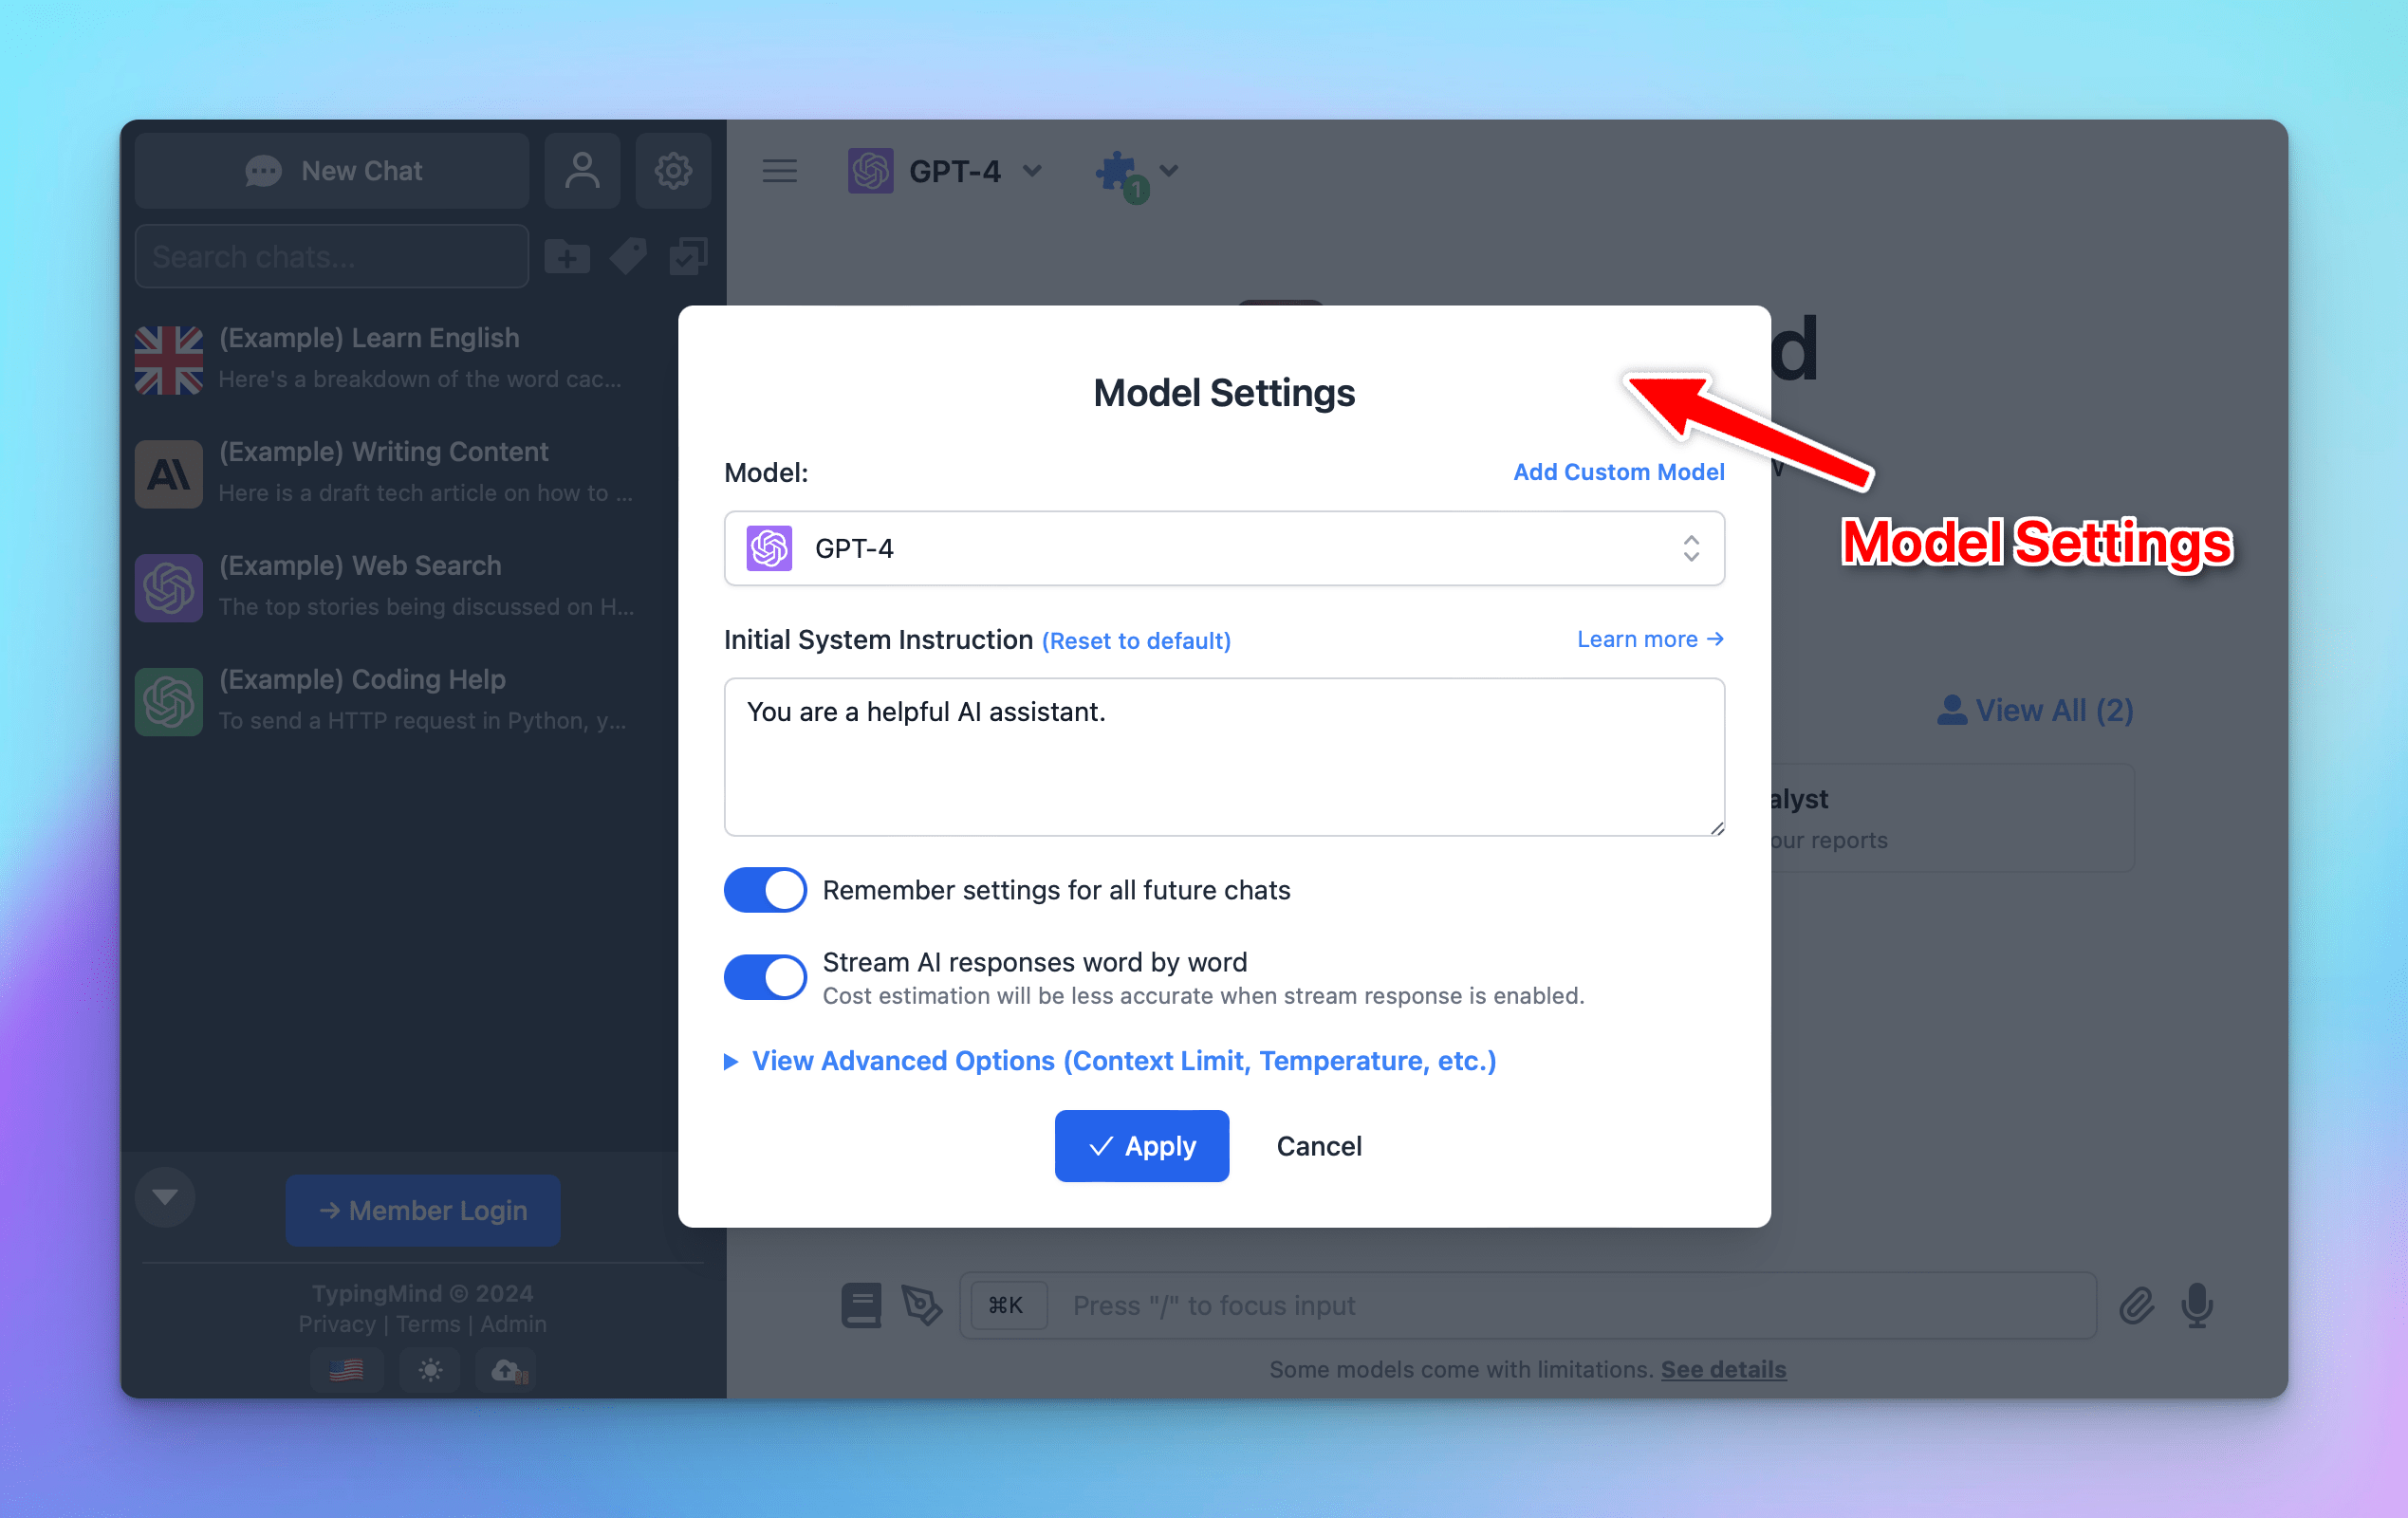 New Chat
GPT-4
1
Search chats...
(Example) Learn English
Here's a breakdown of the word cac...
(Example) Writing Content
Here is a draft tech article on how to ...
(Example) Web Search
The top stories being discussed on H...
(Example) Coding Help
To send a HTTP request in Python, y...
d
Model Settings
Model:
Add Custom Model
GPT-4
Model Settings
Initial System Instruction (Reset to default)
Learn more →
You are a helpful AI assistant.
View All (2)
alyst
our reports
Remember settings for all future chats
Stream AI responses word by word
Cost estimation will be less accurate when stream response is enabled.
View Advanced Options (Context Limit, Temperature, etc.)
Apply
Cancel
→ Member Login
TypingMind © 2024
Privacy | Terms | Admin
⌘K
Press "/" to focus input
Some models come with limitations. See details